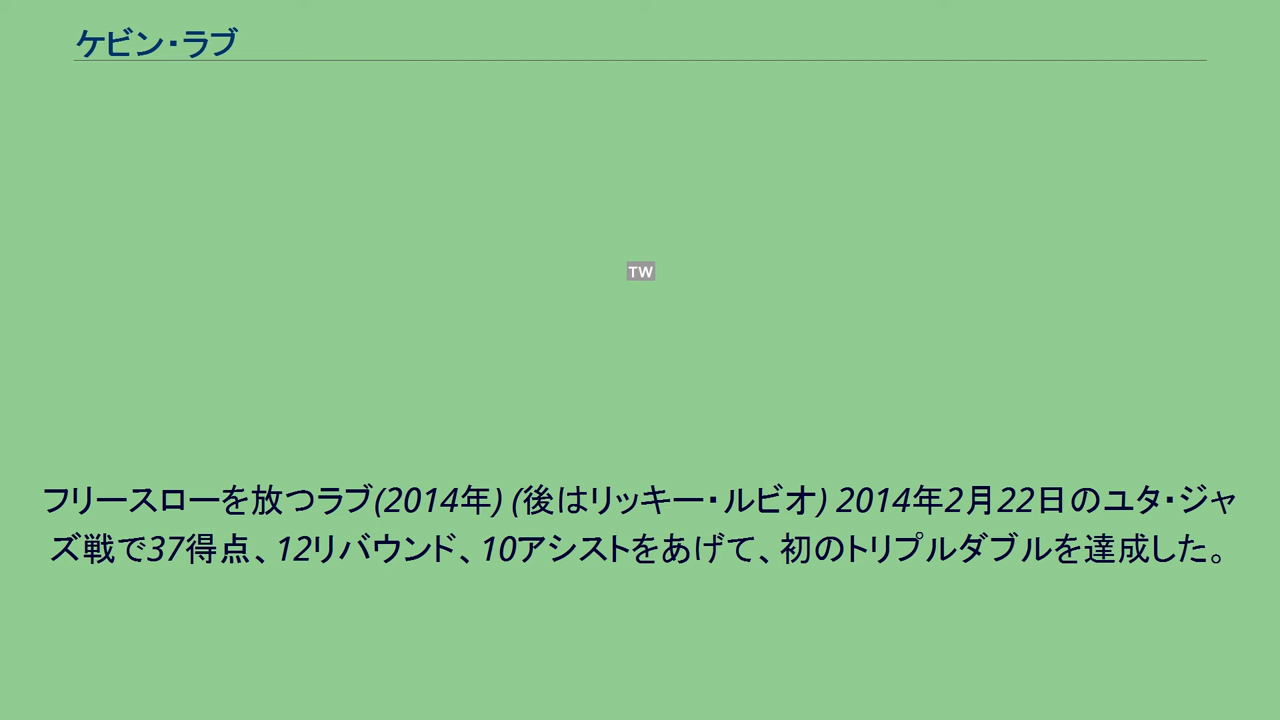 ケビン・ラブ
TW
フリースローを放つラブ(2014年) (後はリッキー・ルビオ) 2014年2月22日のユタ・ジャ
ズ戦で37得点、12リバウンド、10アシストをあげて、初のトリプルダブルを達成した。